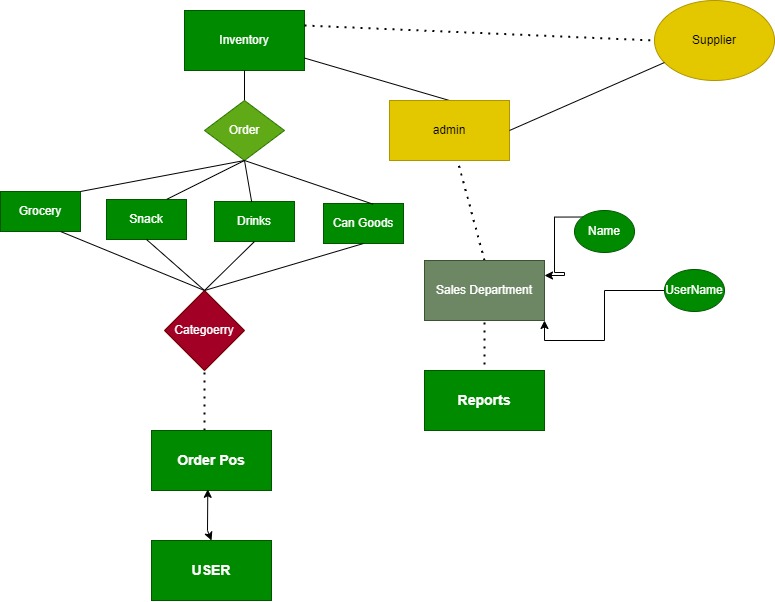 Inventory
Supplier
Order
admin
Grocery
Snack
Drinks
Can Goods
Name
Sales Department
UserName
Categoerry
Reports
Order Pos
USER